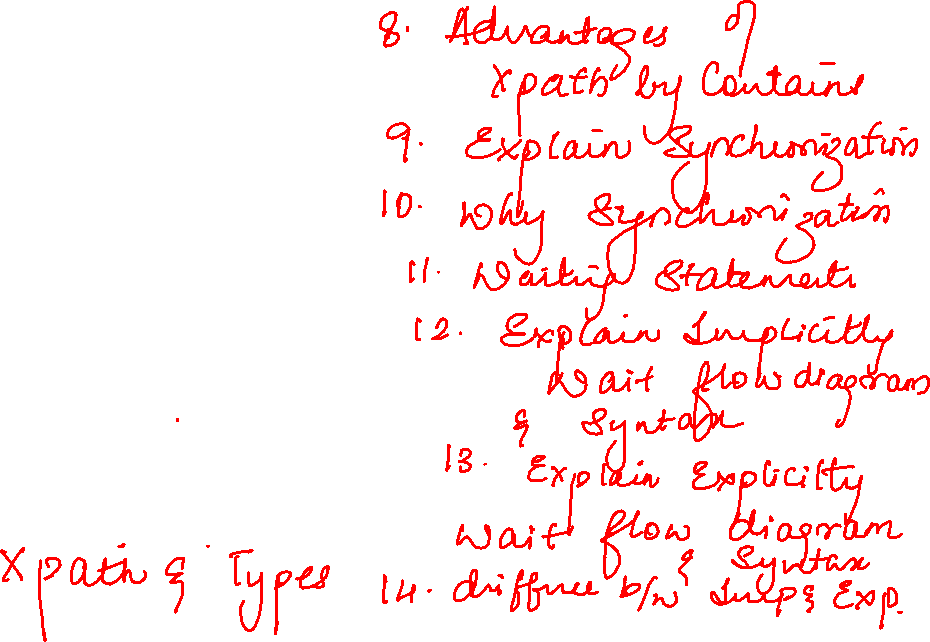 8. Advantages of
Xpath by Contains
9. Explain Synchronization
10. Why Synchronization
11. Waiting Statements
12. Explain Implicitly
Wait flow diagram
& Syntax
13. Explain Explicilty
Wait flow diagram
& Syntax
14. diffrnce b/w Imp & Exp.
Xpath & Types